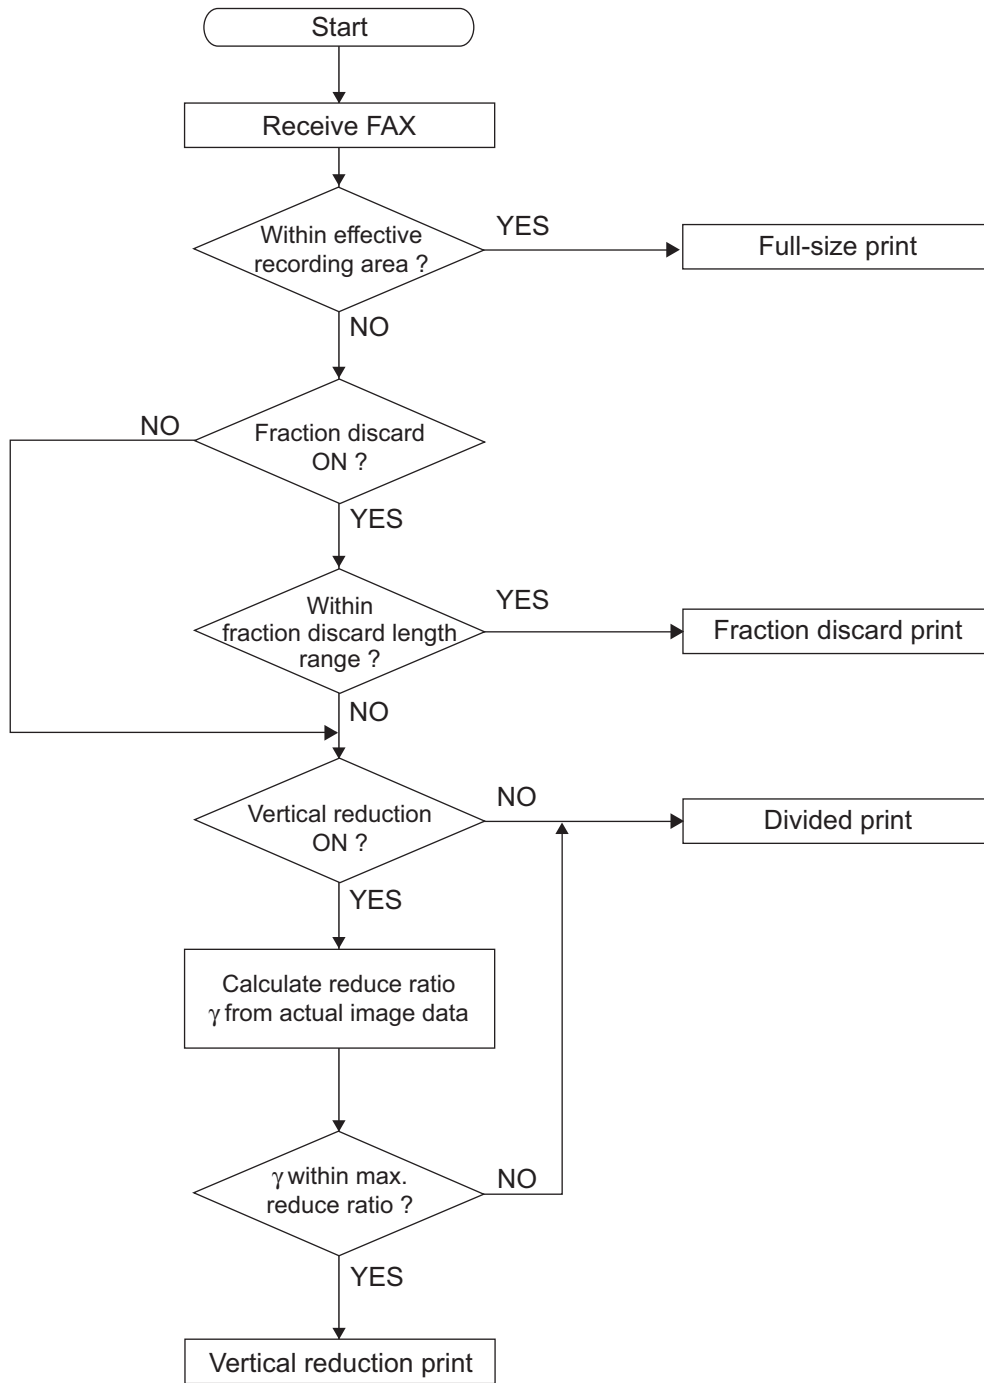 Start
Receive FAX
Within effective
recording area ?
YES
Full-size print
NO
NO
Fraction discard
ON ?
YES
Within
fraction discard length
range ?
YES
Fraction discard print
NO
Vertical reduction
ON ?
NO
Divided print
YES
Calculate reduce ratio
γ from actual image data
γ within max.
reduce ratio ?
NO
YES
Vertical reduction print